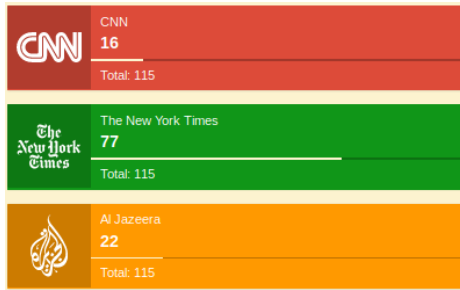 CNN
CNN
16
Total: 115
The
New York
Times
The New York Times
77
Total: 115
Al Jazeera
22
Total: 115